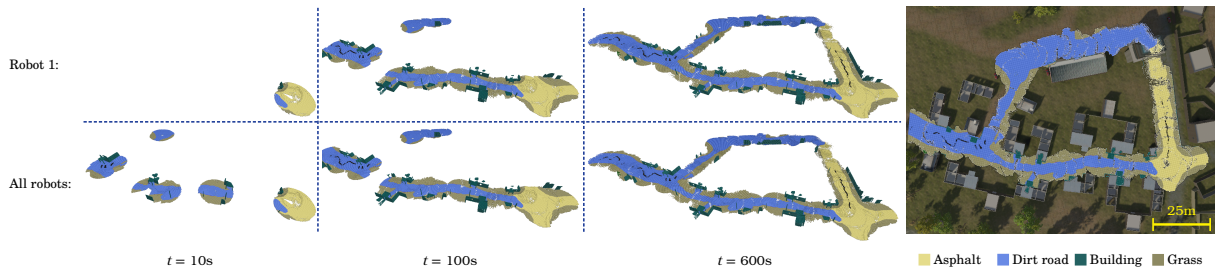 Robot 1:
All robots:
t = 10s
t = 100s
t = 600s
25m
Asphalt Dirt road Building Grass